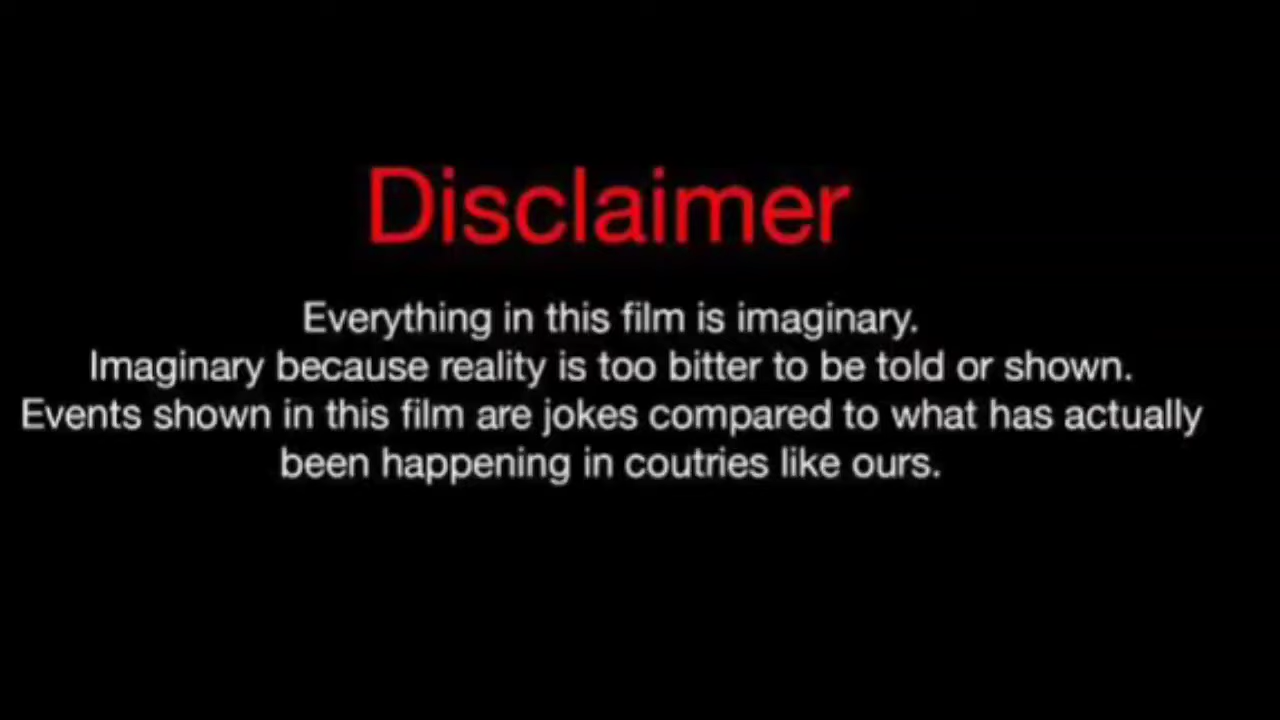 Disclaimer
Everything in this film is imaginary.
Imaginary because reality is too bitter to be told or shown.
Events shown in this film are jokes compared to what has actually
been happening in coutries like ours.